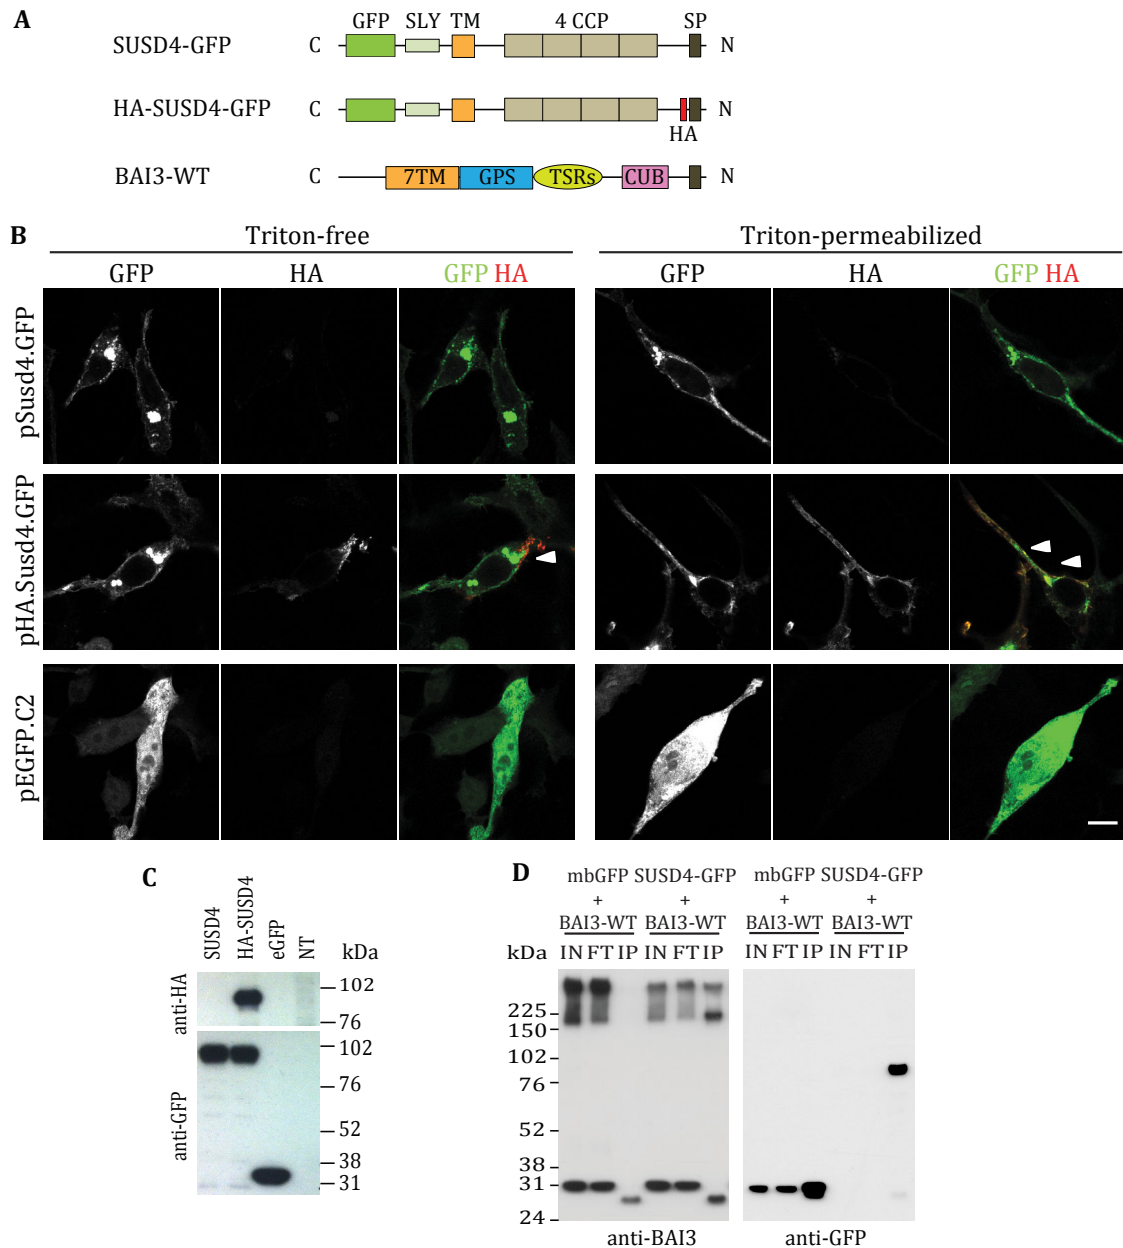 A
GFP SLY TM 4 CCP SP
SUSD4-GFP C N
HA-SUSD4-GFP C N
HA
BAI3-WT C 7TM GPS TSRs CUB N
B
Triton-free Triton-permeabilized
GFP HA GFP HA GFP HA GFP HA
pSusd4.GFP
pHA.Susd4.GFP
pEGFP.C2
C
SUSD4 HA-SUSD4 eGFP NT kDa
anti-HA
102
76
anti-GFP
102
76
52
38
31
D
mbGFP SUSD4-GFP mbGFP SUSD4-GFP
+ + + +
BAI3-WT BAI3-WT BAI3-WT BAI3-WT
kDa IN FT IP IN FT IP IN FT IP IN FT IP
225
150
102
76
52
38
31
24
anti-BAI3 anti-GFP